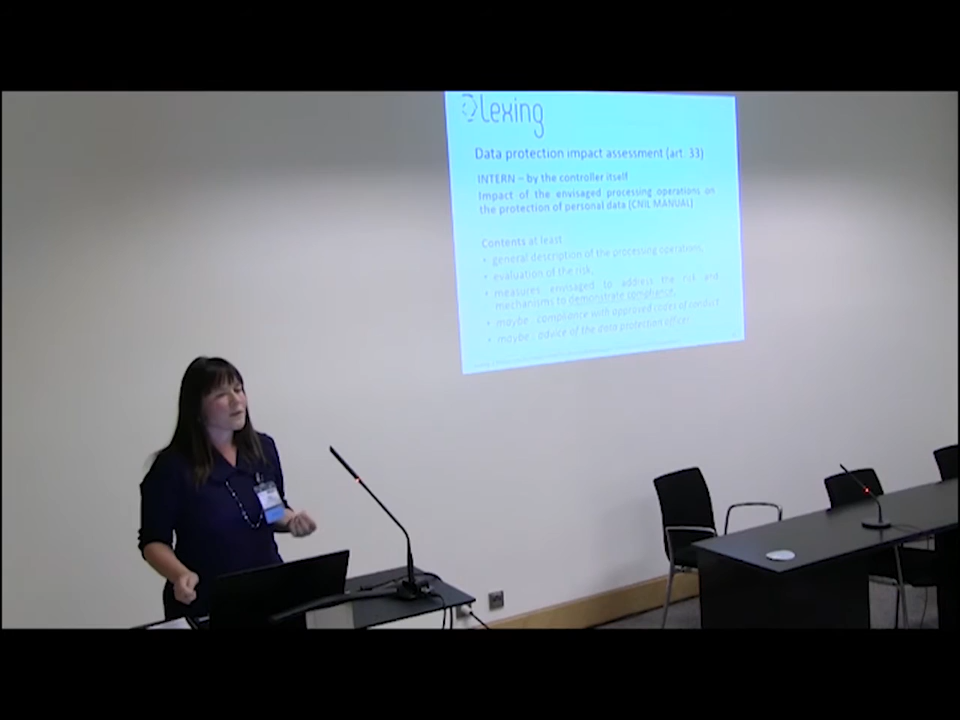 Lexing
Data protection impact assessment (art. 33)
INTERN – by the controller itself
Impact of the envisaged processing operations on
the protection of personal data (CNIL MANUAL)
Contents at least
• general description of the processing operations,
• evaluation of the risk,
• measures envisaged to address the risk and
mechanisms to demonstrate compliance,
• maybe : compliance with approved codes of conduct
• maybe : advice of the data protection officer